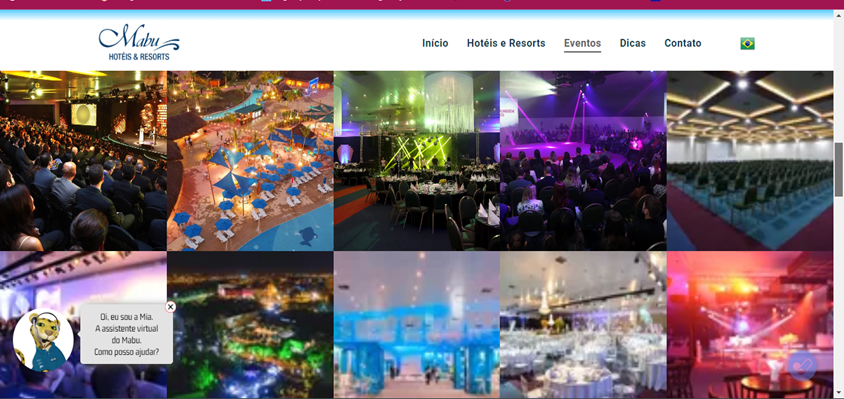 Mabu
HOTÉIS & RESORTS
Início
Hotéis e Resorts
Eventos
Dicas
Contato
Oi, eu sou a Mia.
A assistente virtual
do Mabu.
Como posso ajudar?